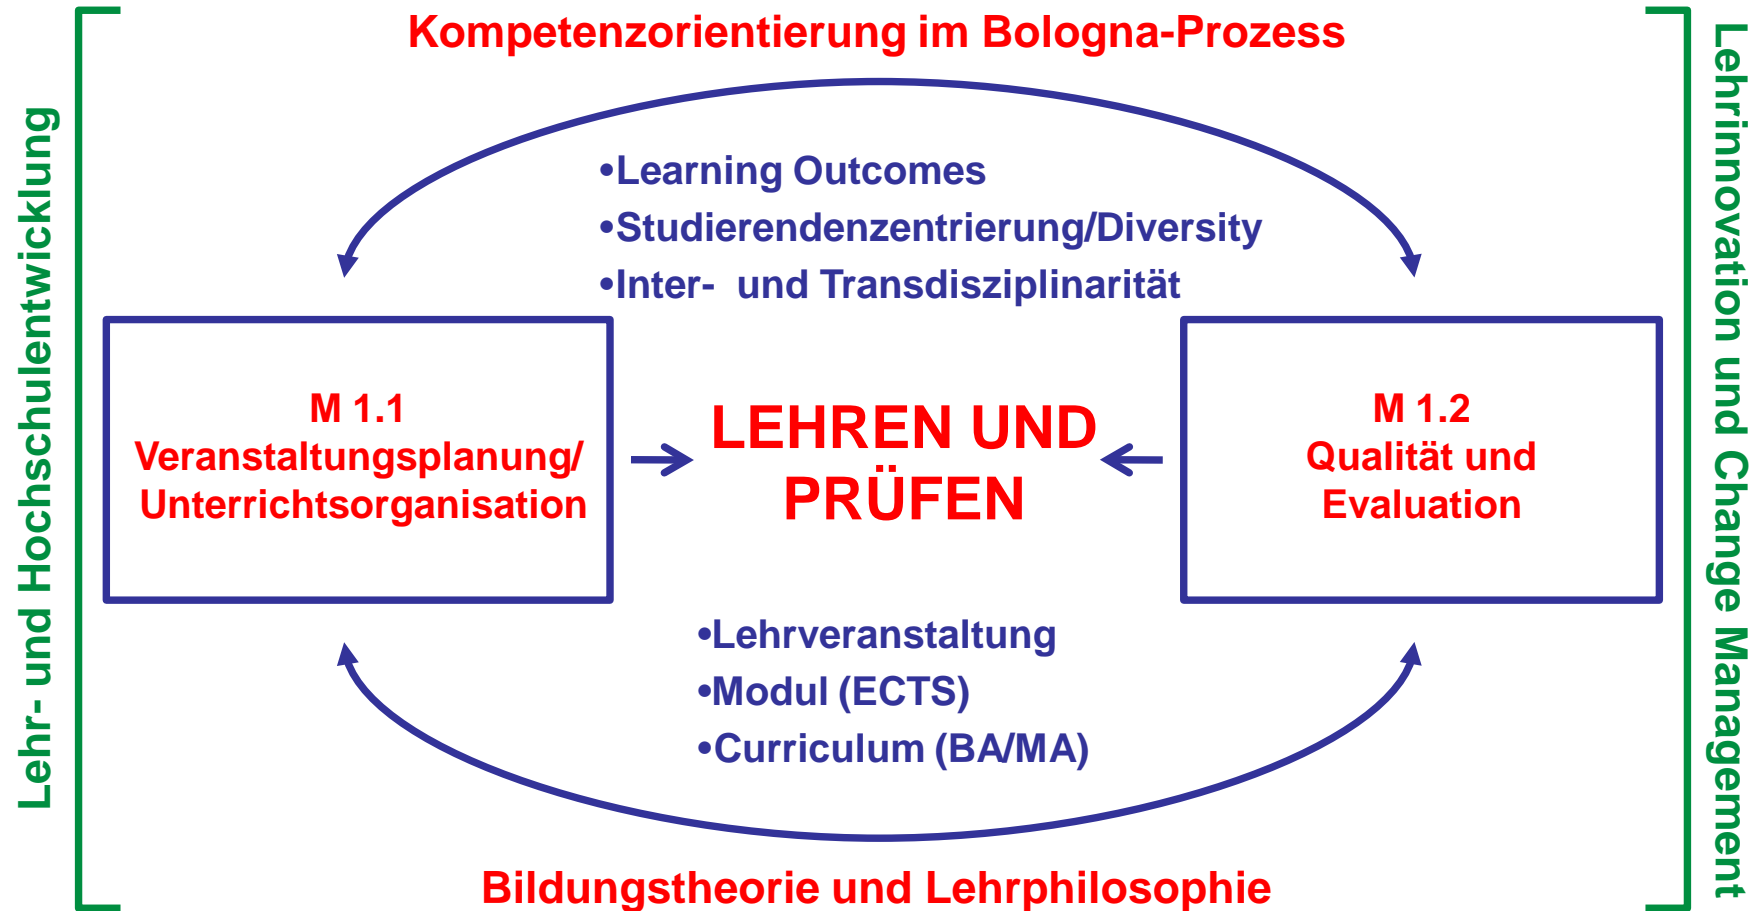 Kompetenzorientierung im Bologna-Prozess
Lehr- und Hochschulentwicklung
•Learning Outcomes
•Studierendenzentrierung/Diversity
•Inter- und Transdisziplinarität
M 1.1
Veranstaltungsplanung/
Unterrichtsorganisation
LEHREN UND
PRÜFEN
M 1.2
Qualität und
Evaluation
•Lehrveranstaltung
•Modul (ECTS)
•Curriculum (BA/MA)
Bildungstheorie und Lehrphilosophie
Lehrinnovation und Change Management